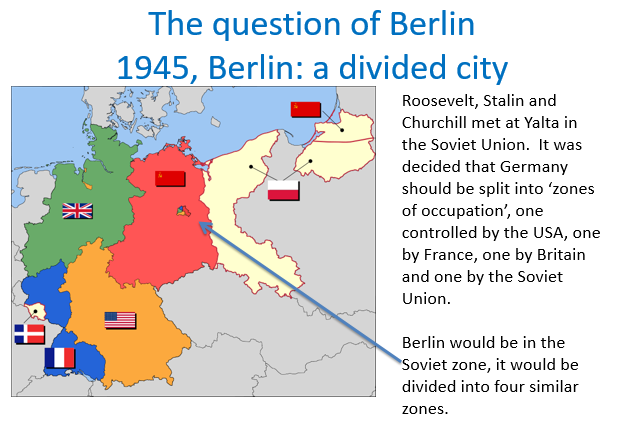 The question of Berlin
1945, Berlin: a divided city
Roosevelt, Stalin and
Churchill met at Yalta in
the Soviet Union.  It was
decided that Germany
should be split into ‘zones
of occupation’, one
controlled by the USA, one
by France, one by Britain
and one by the Soviet
Union.
Berlin would be in the
Soviet zone, it would be
divided into four similar
zones.